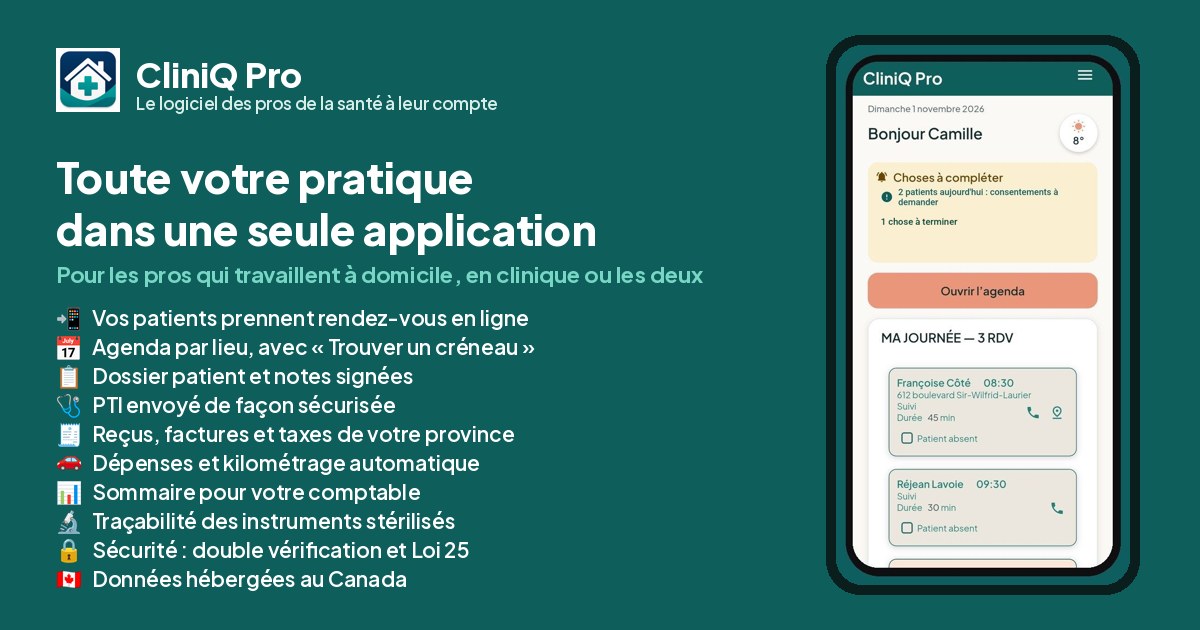 CliniQ Pro
Le logiciel des pros de la santé à leur compte
Toute votre pratique
dans une seule application
Pour les pros qui travaillent à domicile, en clinique ou les deux
📲 Vos patients prennent rendez-vous en ligne
📅 Agenda par lieu, avec « Trouver un créneau »
📋 Dossier patient et notes signées
🩺 PTI envoyé de façon sécurisée
🧾 Reçus, factures et taxes de votre province
🚗 Dépenses et kilométrage automatique
📊 Sommaire pour votre comptable
🔬 Traçabilité des instruments stérilisés
🔒 Sécurité : double vérification et Loi 25
🇨🇦 Données hébergées au Canada
CliniQ Pro
Dimanche 1 novembre 2026
Bonjour Camille
8°
Choses à compléter
2 patients aujourd'hui : consentements à
demander
1 chose à terminer
Ouvrir l'agenda
MA JOURNÉE — 3 RDV
Françoise Côté 08:30
612 boulevard Sir-Wilfrid-Laurier
Suivi
Durée 45 min
Patient absent
Réjean Lavoie 09:30
Suivi
Durée 30 min
Patient absent